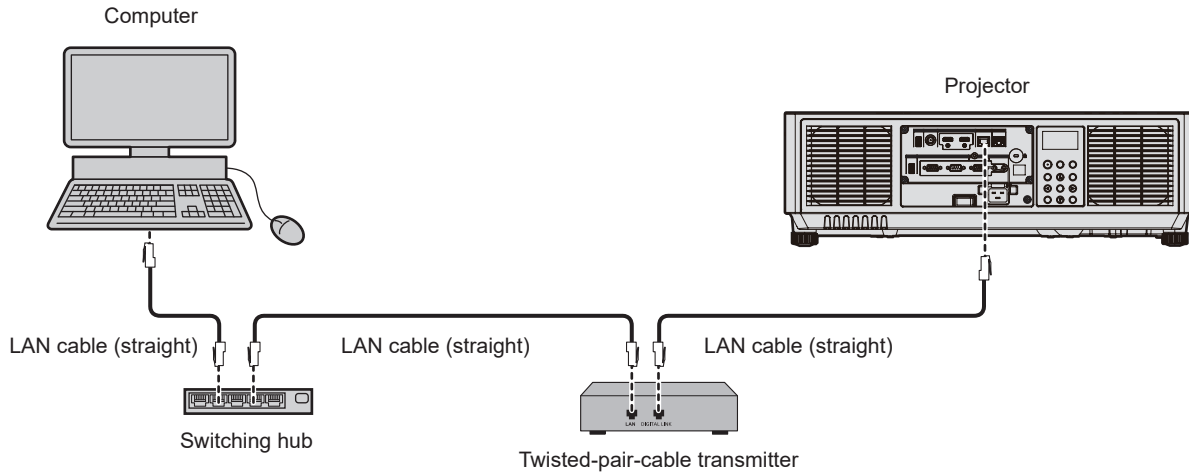 Computer
Projector
LAN cable (straight)
LAN cable (straight)
LAN cable (straight)
LAN
DIGITAL LINK
Switching hub
Twisted-pair-cable transmitter